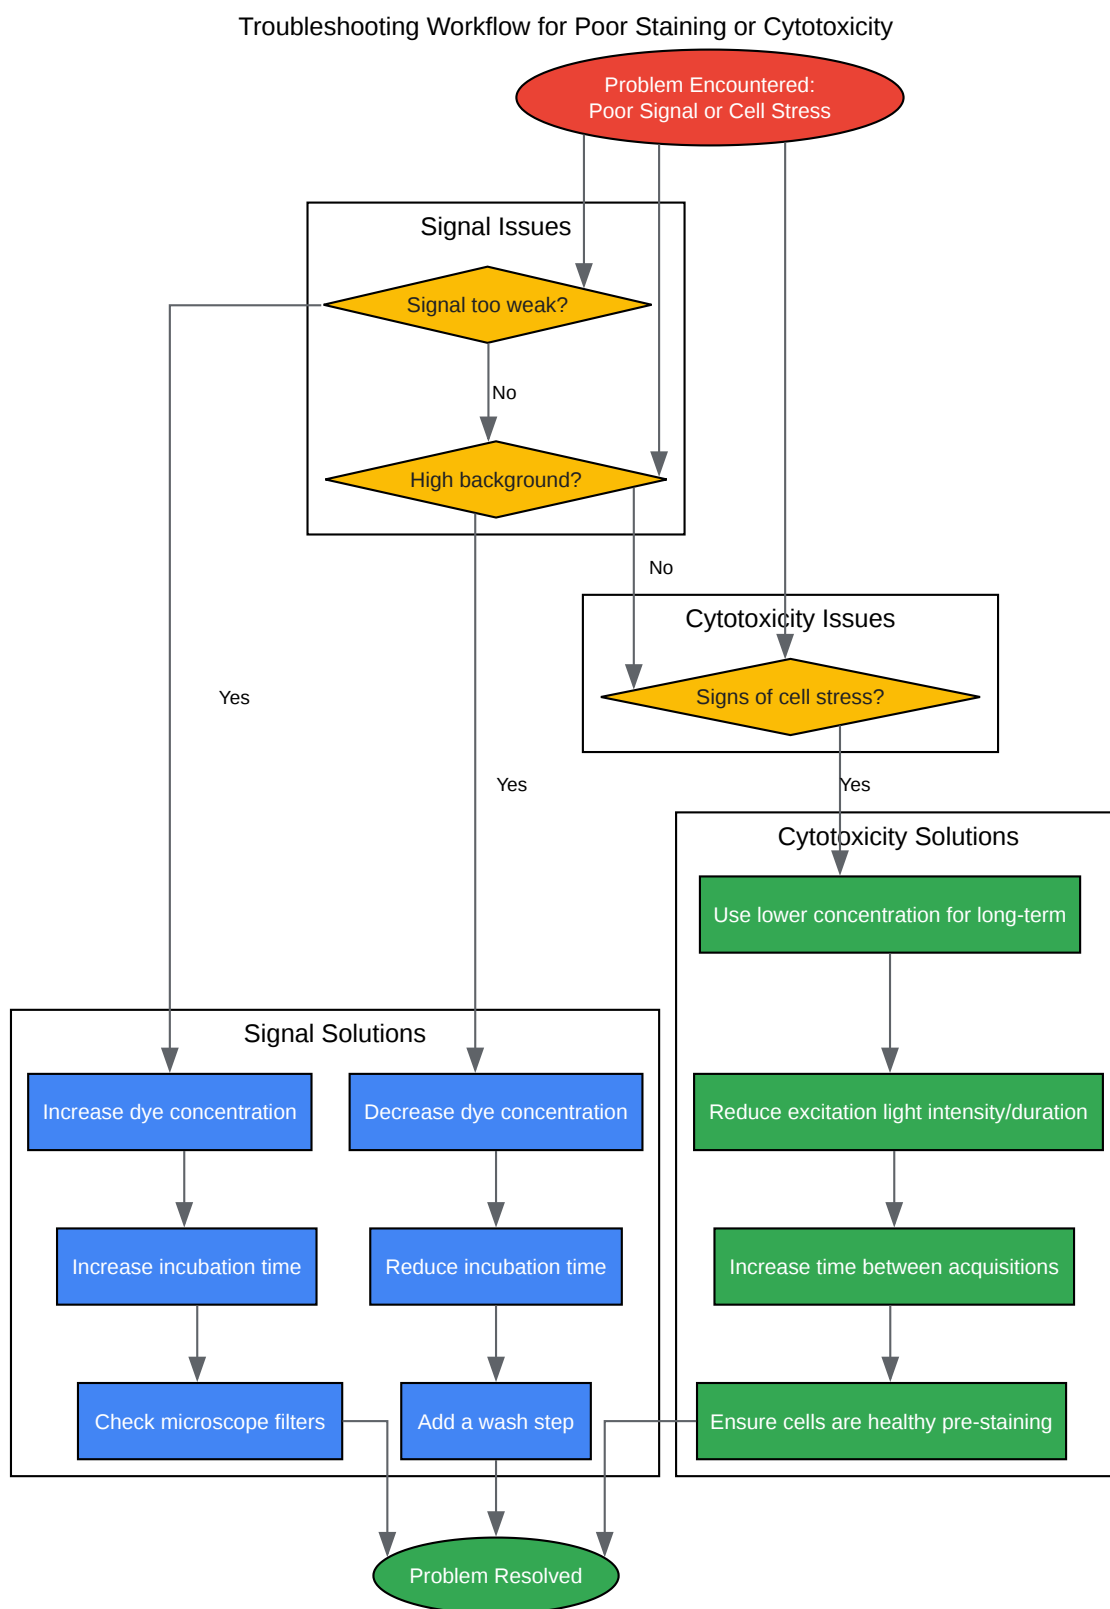 Troubleshooting Workflow for Poor Staining or Cytotoxicity
Problem Encountered:
Poor Signal or Cell Stress
Signal Issues
Signal too weak?
No
High background?
No
Cytotoxicity Issues
Signs of cell stress?
Yes
Yes
Yes
Cytotoxicity Solutions
Use lower concentration for long-term
Signal Solutions
Increase dye concentration
Decrease dye concentration
Reduce excitation light intensity/duration
Increase incubation time
Reduce incubation time
Increase time between acquisitions
Check microscope filters
Add a wash step
Ensure cells are healthy pre-staining
Problem Resolved